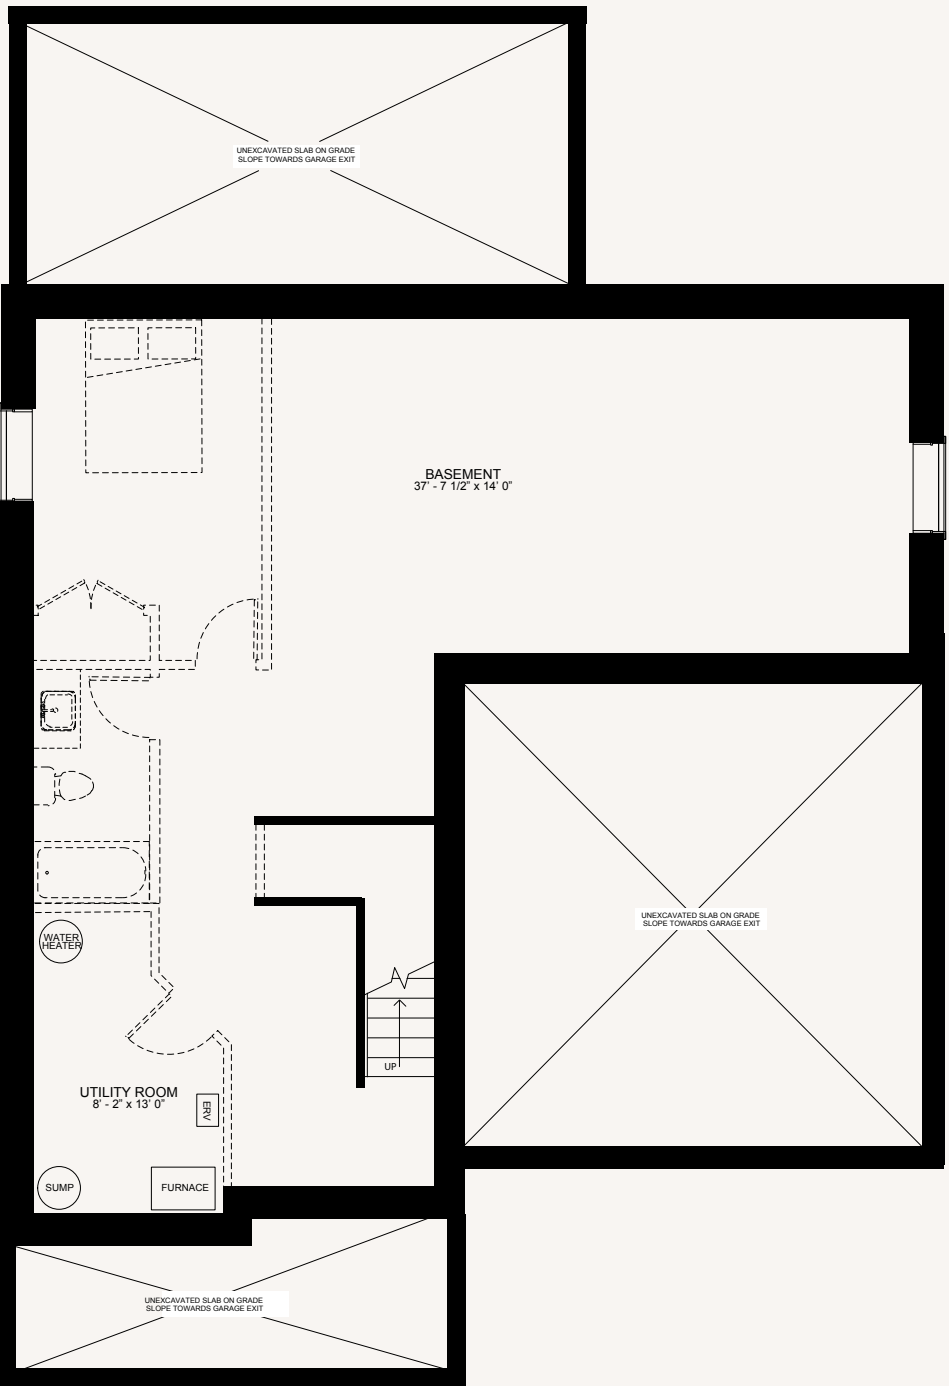 UNEXCAVATED SLAB ON GRADE
SLOPE TOWARDS GARAGE EXIT
BASEMENT
37' - 7 1/2" x 14' 0"
UNEXCAVATED SLAB ON GRADE
SLOPE TOWARDS GARAGE EXIT
WATER
HEATER
UP
UTILITY ROOM
8' - 2" x 13' 0"
ERV
SUMP
FURNACE
UNEXCAVATED SLAB ON GRADE
SLOPE TOWARDS GARAGE EXIT